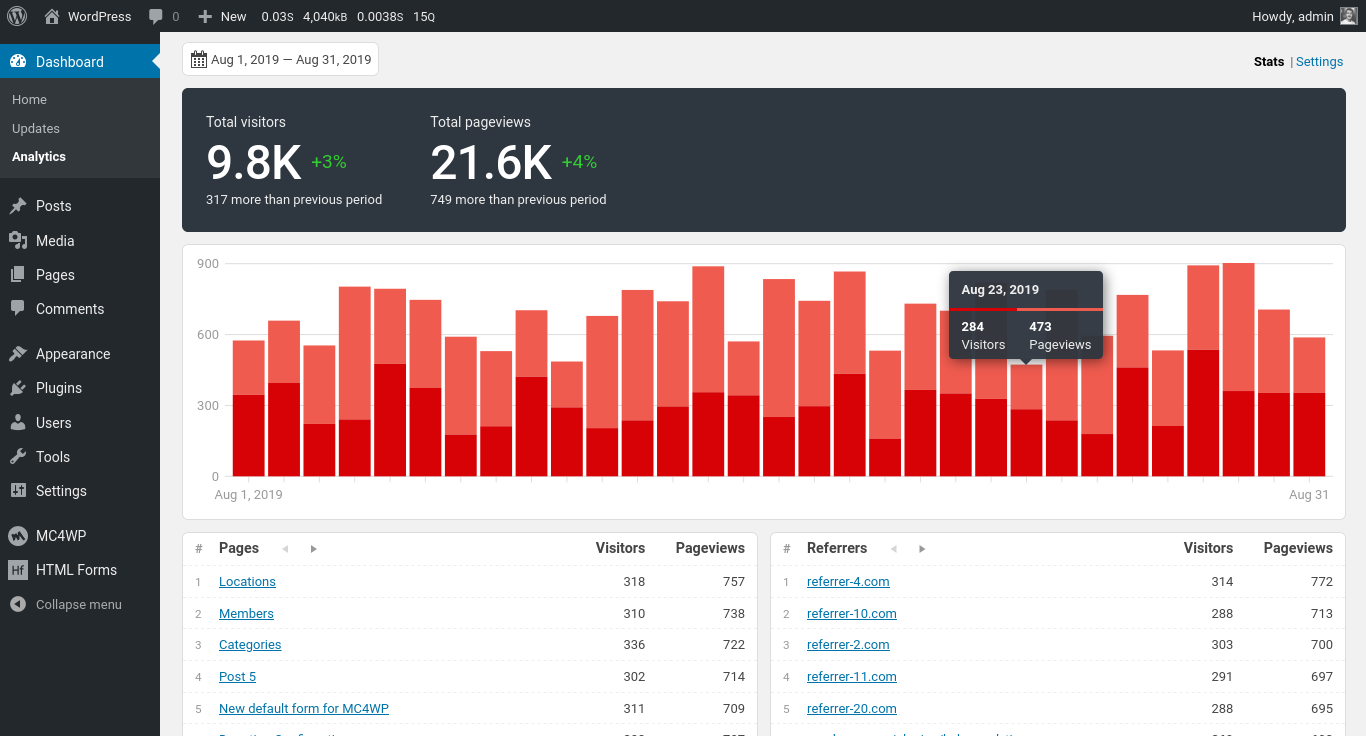 WordPress 0 New 0.03S 4,040KB 0.0038S 15Q Howdy, admin
Dashboard
Home
Updates
Analytics
Posts
Media
Pages
Comments
Appearance
Plugins
Users
Tools
Settings
MC4WP
Hf HTML Forms
Collapse menu
Aug 1, 2019 — Aug 31, 2019
Stats | Settings
Total visitors
9.8K +3%
317 more than previous period
Total pageviews
21.6K +4%
749 more than previous period
900
600
300
0
Aug 1, 2019 Aug 31
Aug 23, 2019
284 473
Visitors Pageviews
# Pages Visitors Pageviews
1 Locations 318 757
2 Members 310 738
3 Categories 336 722
4 Post 5 302 714
5 New default form for MC4WP 311 709
# Referrers Visitors Pageviews
1 referrer-4.com 314 772
2 referrer-10.com 288 713
3 referrer-2.com 303 700
4 referrer-11.com 291 697
5 referrer-20.com 288 695